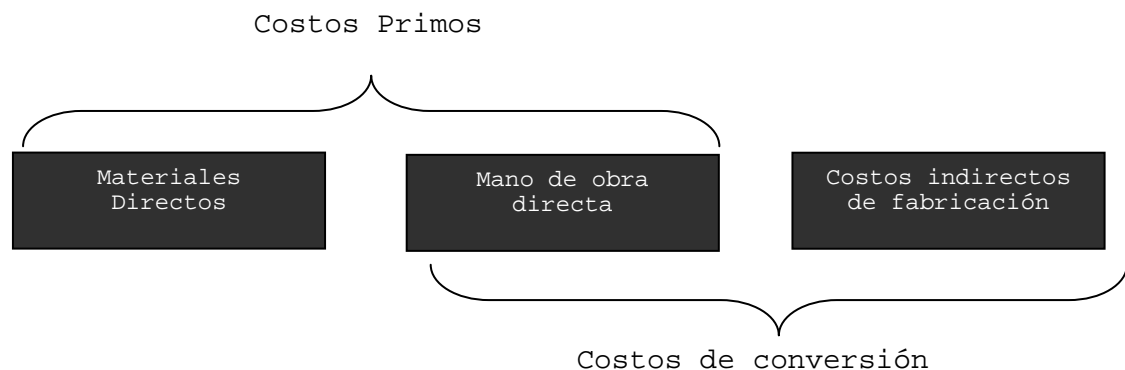 Costos Primos
Materiales
Directos
Mano de obra
directa
Costos indirectos
de fabricación
Costos de conversión